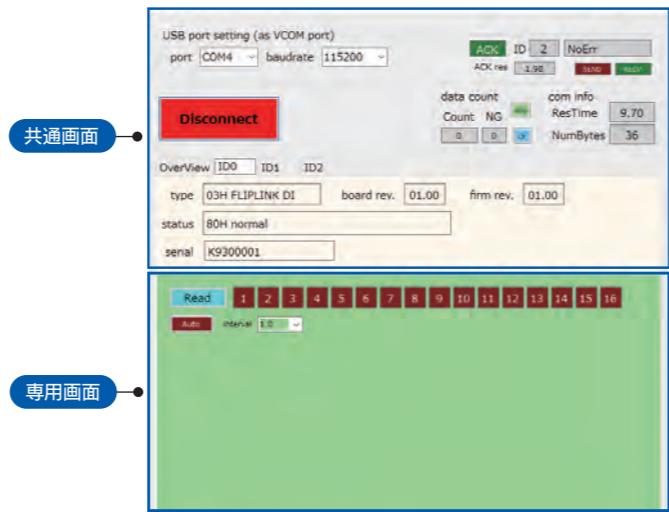 USB port setting (as VCOM port)
port COM4 baudrate 115200
ACK ID 2 NoErr
ACK res 1.90 SEND RECV
共通画面
Disconnect
data count com info
Count NG ResTime 9.70
0 0 NumBytes 36
OverView ID0 ID1 ID2
type 03H FLIPLINK DI board rev. 01.00 firm rev. 01.00
status 80H normal
serial K9300001
専用画面
Read 1 2 3 4 5 6 7 8 9 10 11 12 13 14 15 16
Auto interval 1.0